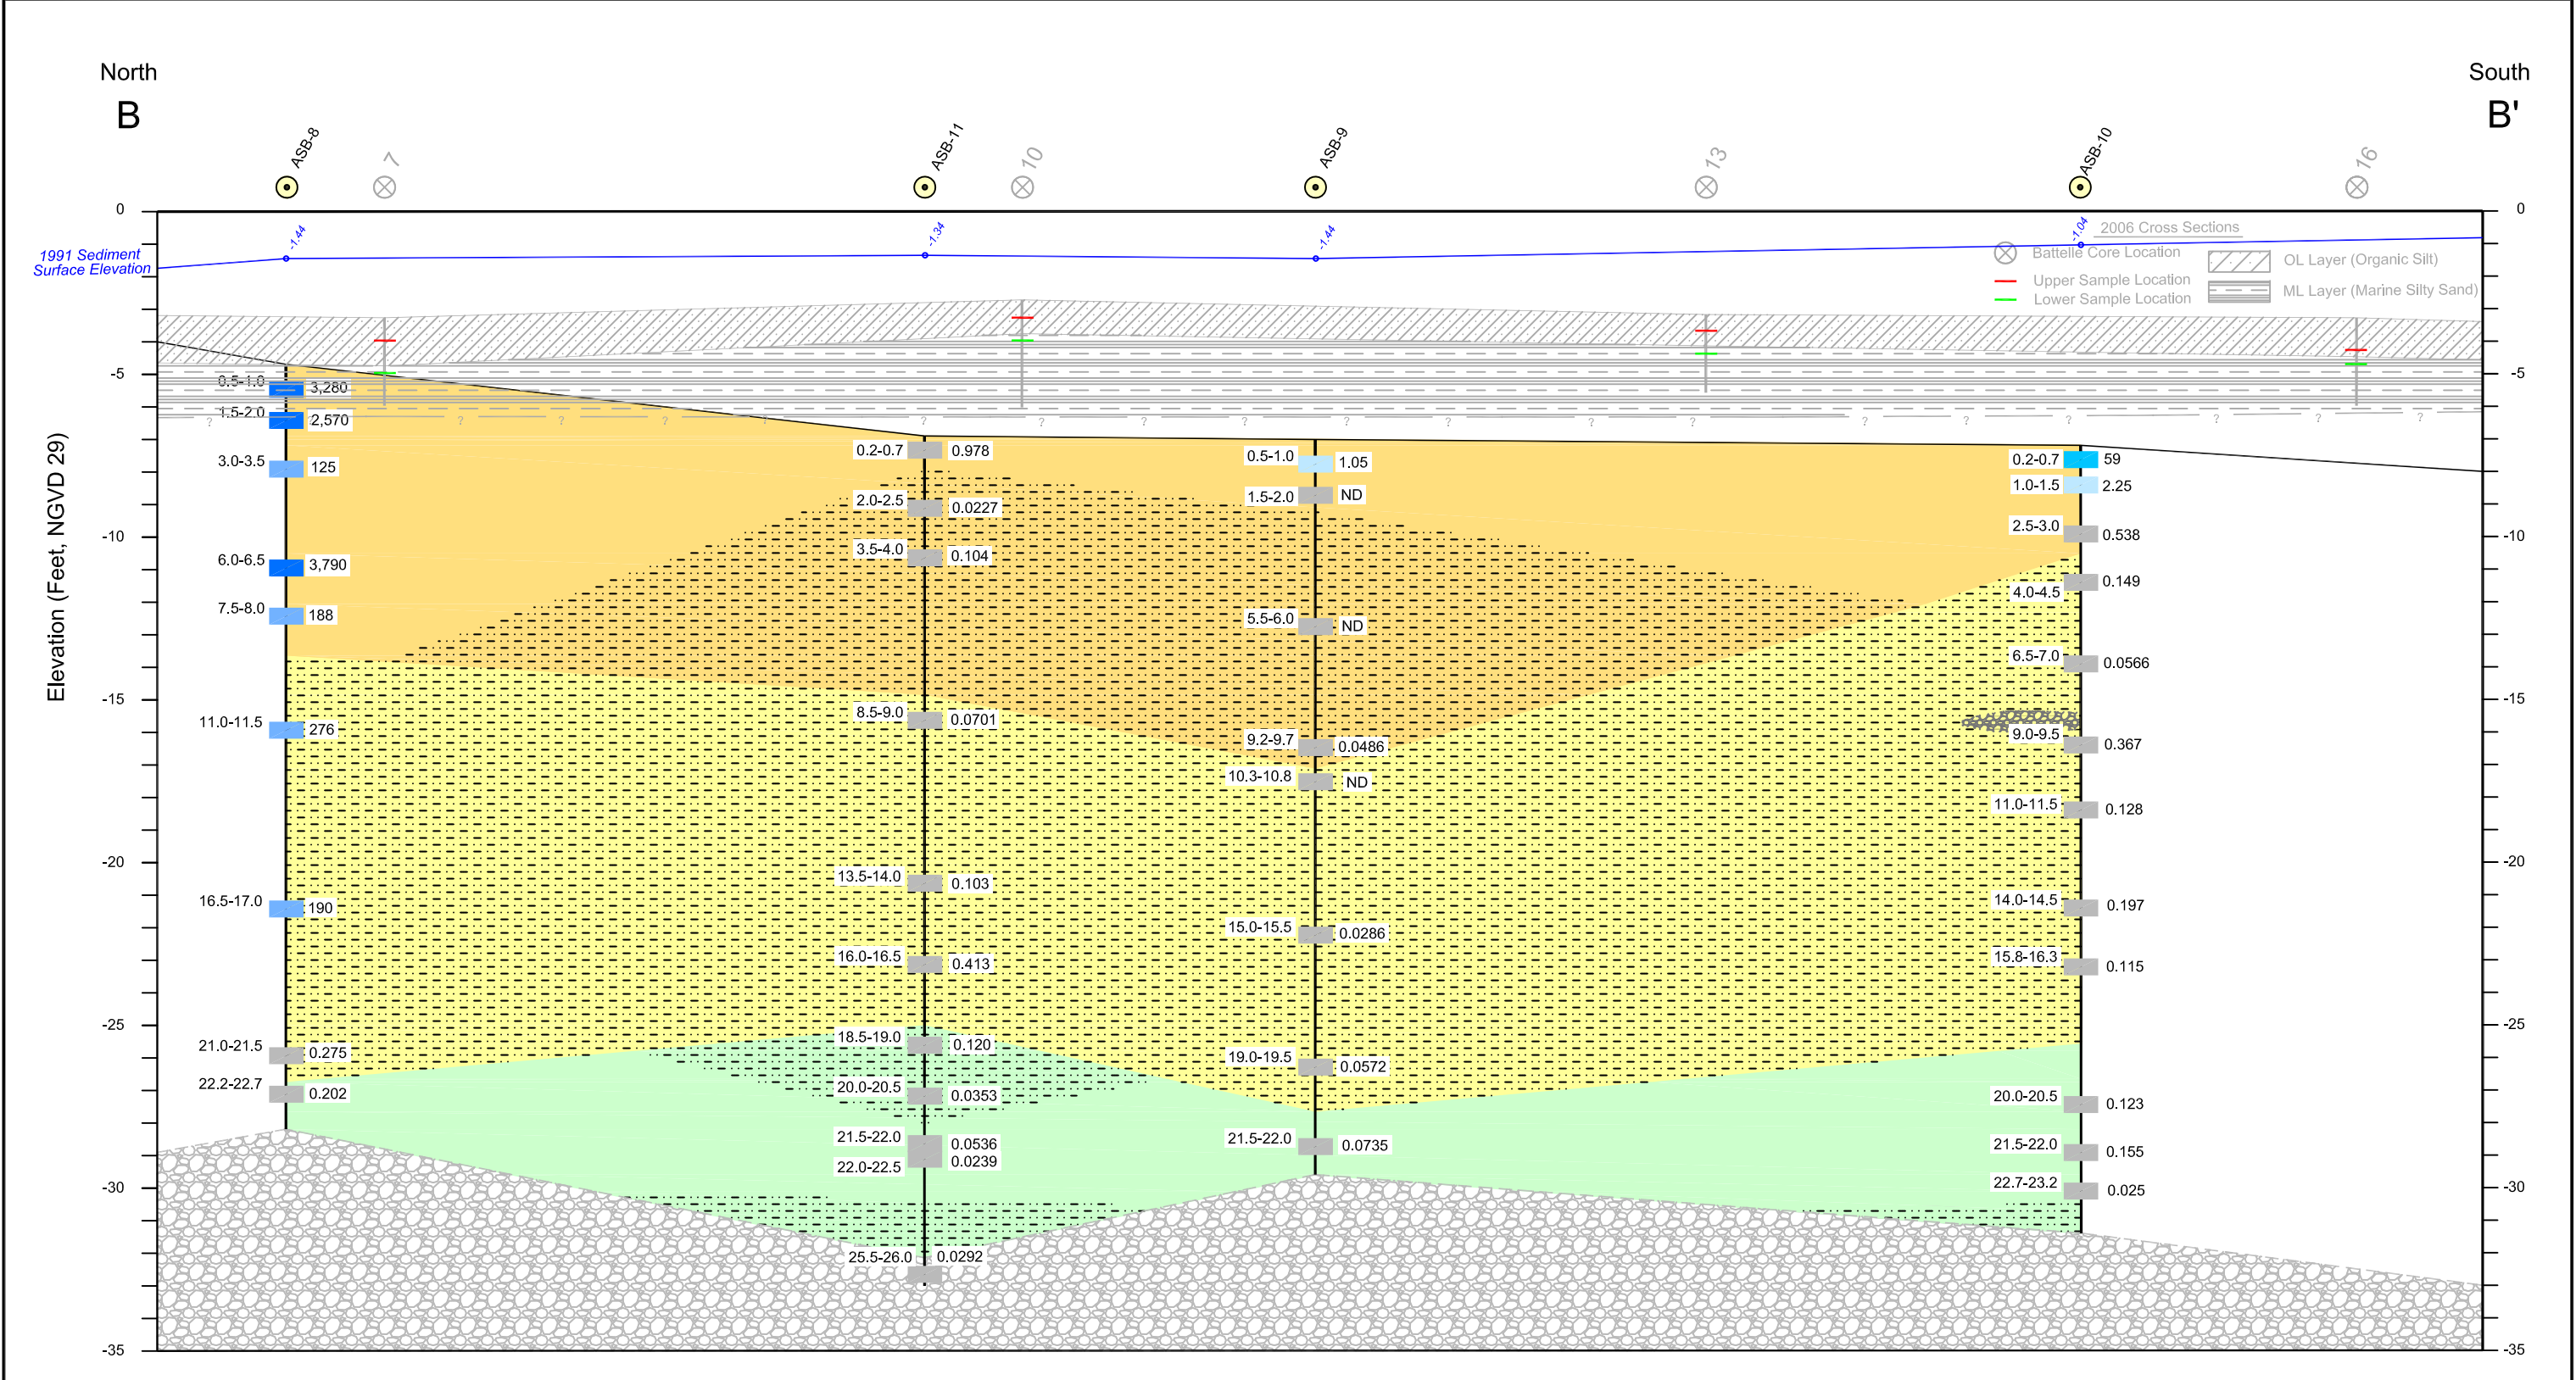 North
South
B
B'
ASB-8
7
ASB-11
10
ASB-9
13
ASB-10
16
0
0
-1.44
-1.34
-1.44
-1.04
1991 Sediment
Surface Elevation
2006 Cross Sections
Battelle Core Location
Upper Sample Location
Lower Sample Location
OL Layer (Organic Silt)
ML Layer (Marine Silty Sand)
Elevation (Feet, NGVD 29)
-5
-10
-15
-20
-25
-30
-35
0.5-1.0 3,280
1.5-2.0 2,570
3.0-3.5 125
6.0-6.5 3,790
7.5-8.0 188
11.0-11.5 276
16.5-17.0 190
21.0-21.5 0.275
22.2-22.7 0.202
? ? ? ? ? ? ? ? ? ? ? ? ? ? ? ? ? ? ? ? ?
0.2-0.7 0.978
2.0-2.5 0.0227
3.5-4.0 0.104
8.5-9.0 0.0701
13.5-14.0 0.103
16.0-16.5 0.413
18.5-19.0 0.120
20.0-20.5 0.0353
21.5-22.0 0.0536
22.0-22.5 0.0239
25.5-26.0 0.0292
0.5-1.0 1.05
1.5-2.0 ND
5.5-6.0 ND
9.2-9.7 0.0486
10.3-10.8 ND
15.0-15.5 0.0286
19.0-19.5 0.0572
21.5-22.0 0.0735
0.2-0.7 59
1.0-1.5 2.25
2.5-3.0 0.538
4.0-4.5 0.149
6.5-7.0 0.0566
9.0-9.5 0.367
11.0-11.5 0.128
14.0-14.5 0.197
15.8-16.3 0.115
20.0-20.5 0.123
21.5-22.0 0.155
22.7-23.2 0.025
-5
-10
-15
-20
-25
-30
-35